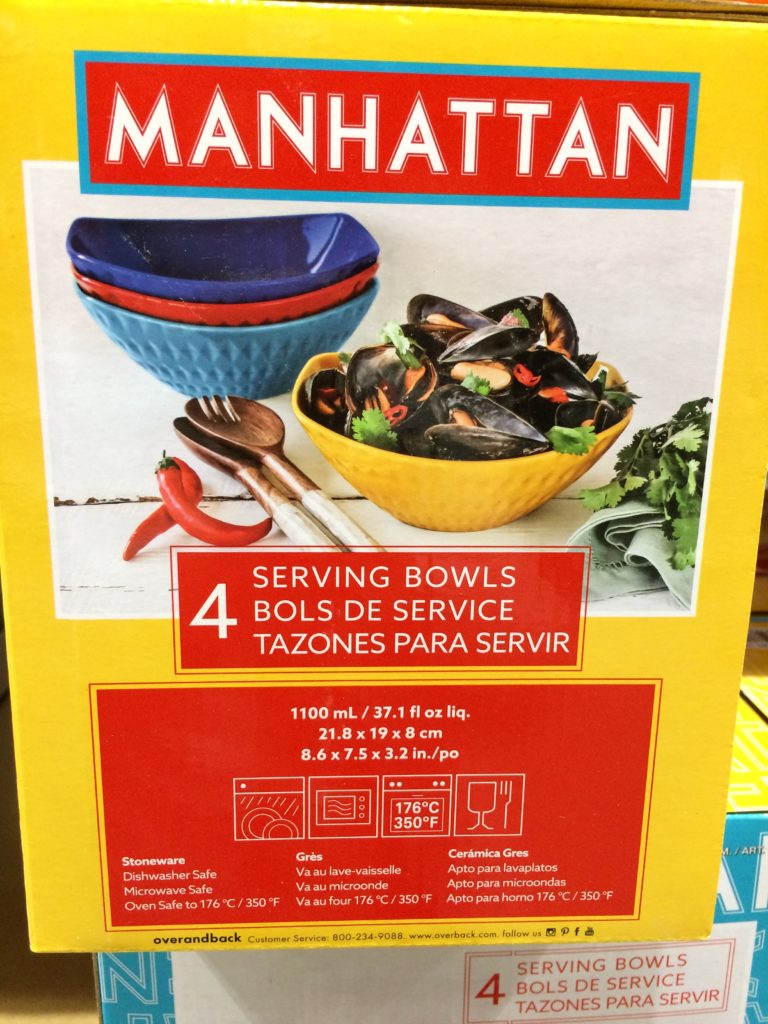 MANHATTAN
4 SERVING BOWLS
BOLS DE SERVICE
TAZONES PARA SERVIR
1100 mL / 37.1 fl oz liq.
21.8 x 19 x 8 cm
8.6 x 7.5 x 3.2 in./po
176°C
350°F
Stoneware
Dishwasher Safe
Microwave Safe
Oven Safe to 176 °C / 350 °F
Grès
Va au lave-vaisselle
Va au microonde
Va au four 176 °C / 350 °F
Cerámica Gres
Apto para lavaplatos
Apto para microondas
Apto para horno 176 °C / 350 °F
overandback Customer Service: 800-234-9088. www.overback.com. follow us
M. / ART.
4 SERVING BOWLS
BOLS DE SERVICE
TAZONES PARA SERVIR